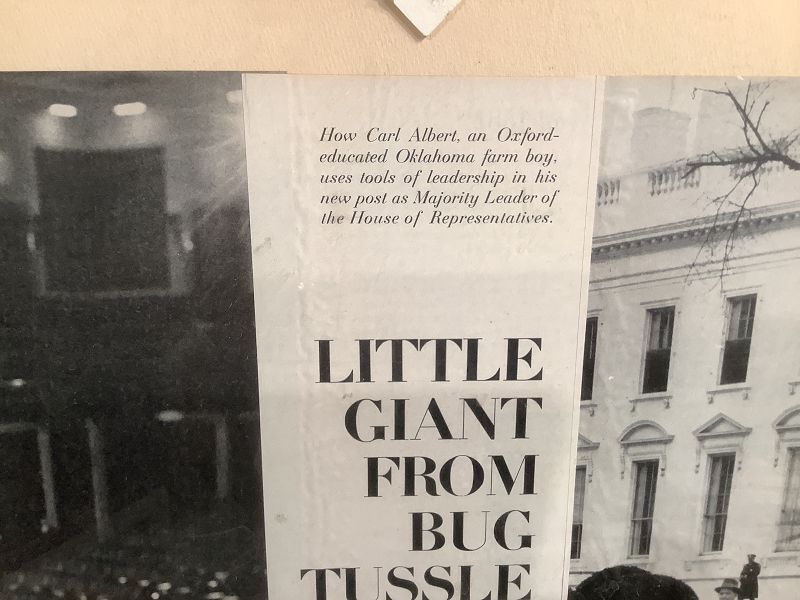 How Carl Albert, an Oxford-
educated Oklahoma farm boy,
uses tools of leadership in his
new post as Majority Leader of
the House of Representatives.
LITTLE
GIANT
FROM
BUG
TUSSLE